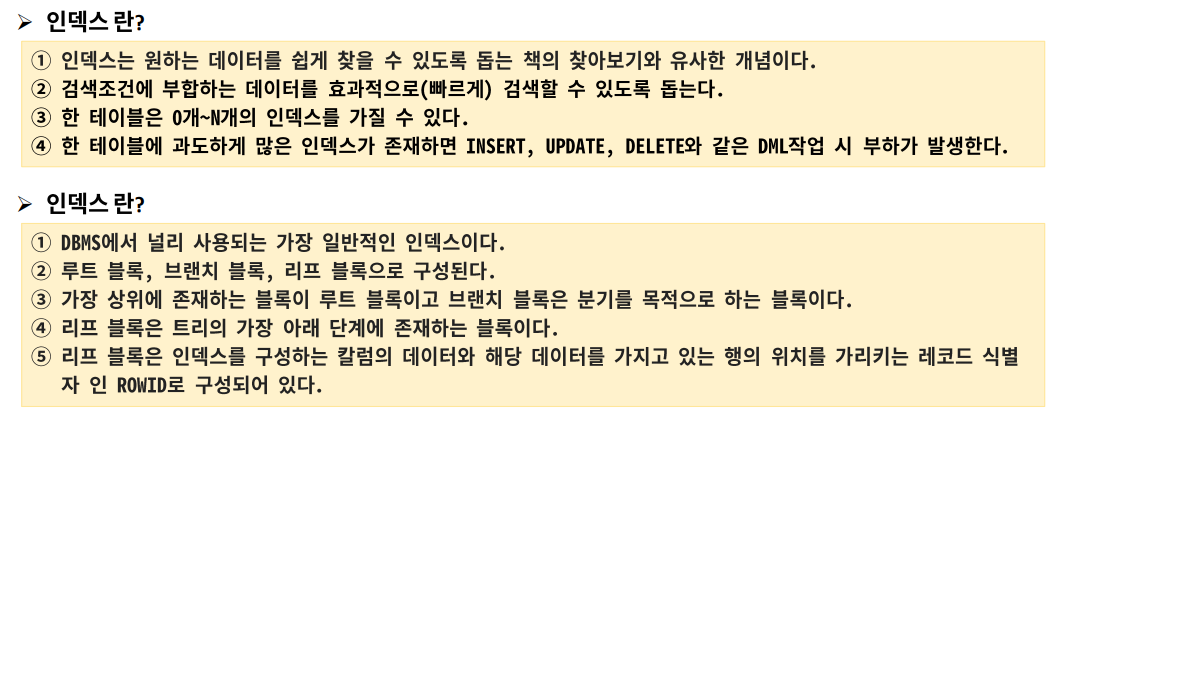 ➢ 인덱스 란?
① 인덱스는 원하는 데이터를 쉽게 찾을 수 있도록 돕는 책의 찾아보기와 유사한 개념이다.
② 검색조건에 부합하는 데이터를 효과적으로(빠르게) 검색할 수 있도록 돕는다.
③ 한 테이블은 0개~N개의 인덱스를 가질 수 있다.
④ 한 테이블에 과도하게 많은 인덱스가 존재하면 INSERT, UPDATE, DELETE와 같은 DML작업 시 부하가 발생한다.
➢ 인덱스 란?
① DBMS에서 널리 사용되는 가장 일반적인 인덱스이다.
② 루트 블록, 브랜치 블록, 리프 블록으로 구성된다.
③ 가장 상위에 존재하는 블록이 루트 블록이고 브랜치 블록은 분기를 목적으로 하는 블록이다.
④ 리프 블록은 트리의 가장 아래 단계에 존재하는 블록이다.
⑤ 리프 블록은 인덱스를 구성하는 칼럼의 데이터와 해당 데이터를 가지고 있는 행의 위치를 가리키는 레코드 식별
자 인 ROWID로 구성되어 있다.